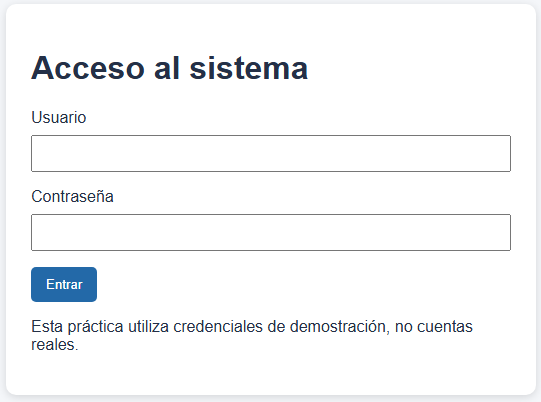 Acceso al sistema
Usuario
Contraseña
Entrar
Esta práctica utiliza credenciales de demostración, no cuentas
reales.